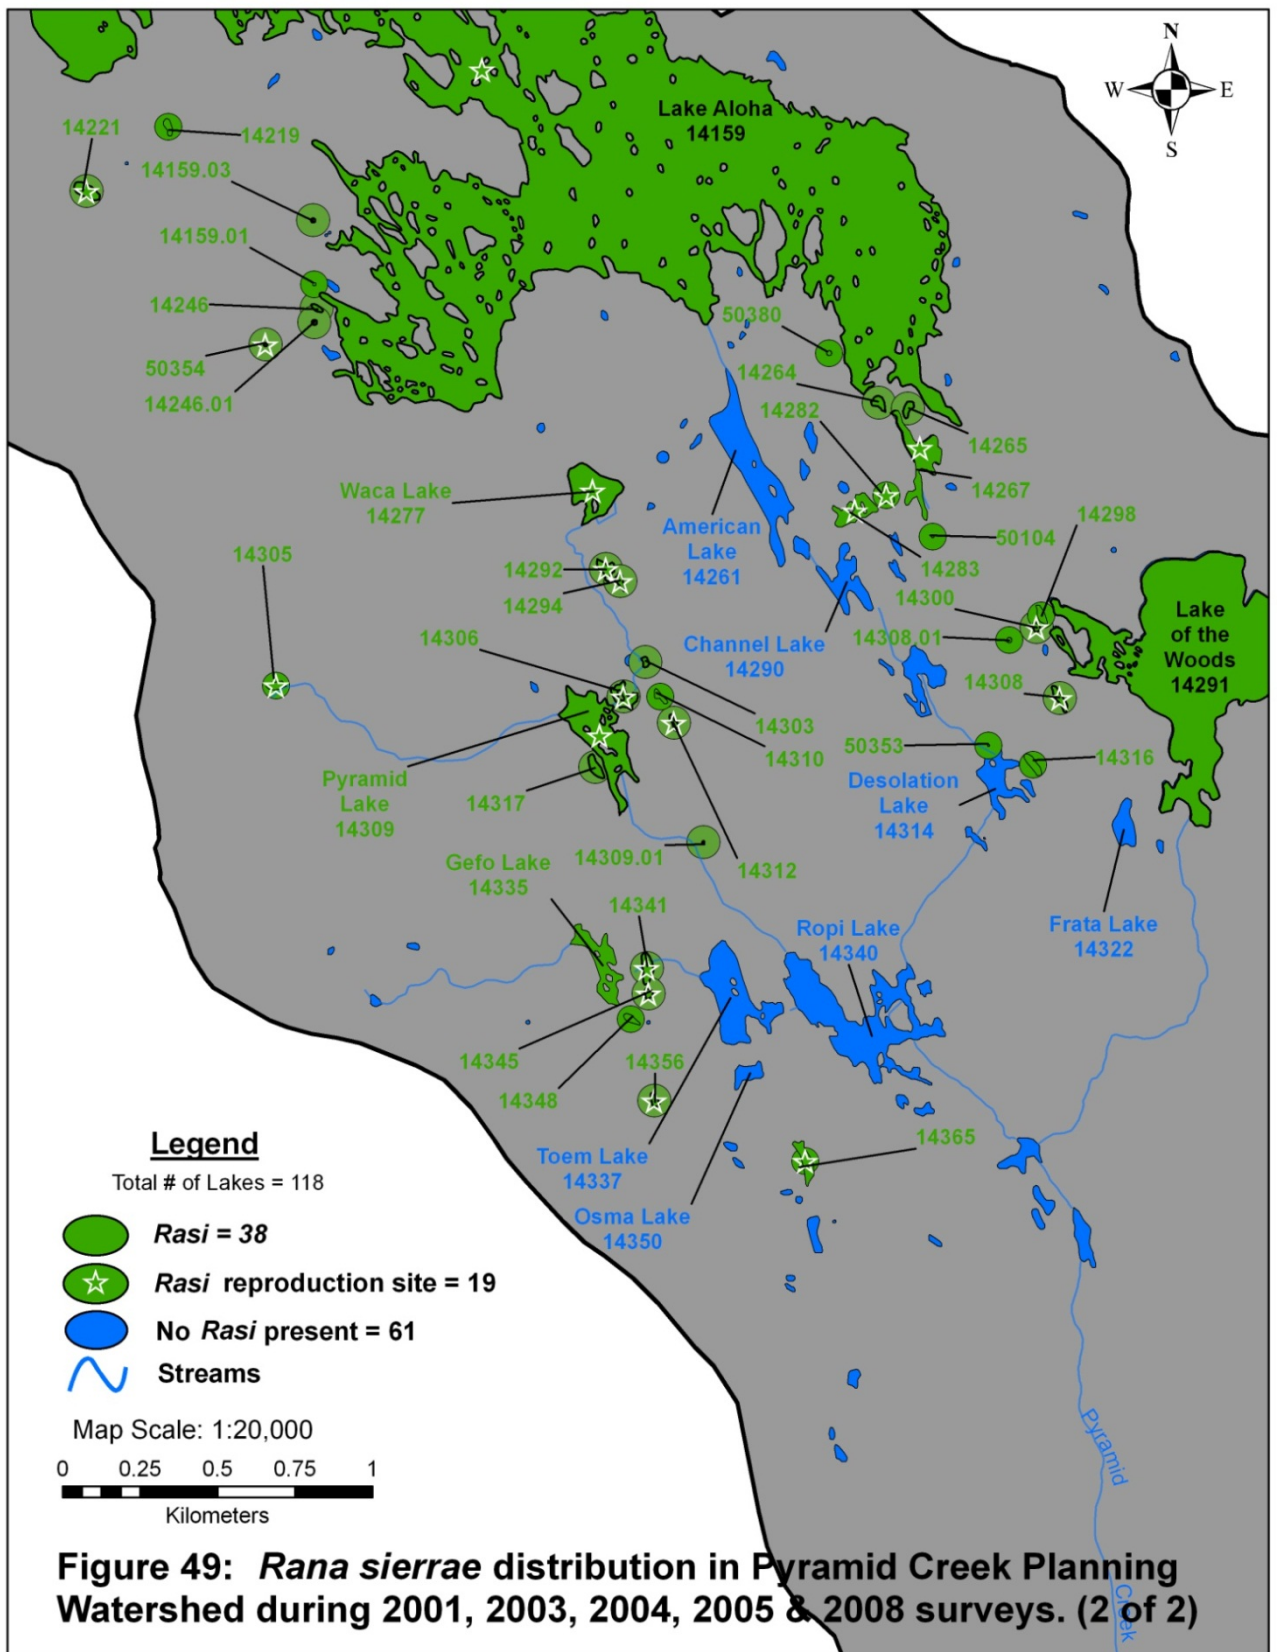 N
W
E
S
Lake Aloha
14159
14221
14219
14159.03
14159.01
14246
50354
14246.01
50380
14264
14282
14265
14267
Waca Lake
14277
American
Lake
14261
50104
14298
14283
14305
14292
14294
14300
Lake
of the
Woods
14291
14306
Channel Lake
14290
14308.01
14308
14303
14310
50353
14316
Pyramid
Lake
14309
14317
Desolation
Lake
14314
14309.01
14312
Gefo Lake
14335
14341
Ropi Lake
14340
Frata Lake
14322
14345
14356
14348
14365
Toem Lake
14337
Osma Lake
14350
Legend
Total # of Lakes = 118
Rasi = 38
Rasi reproduction site = 19
No Rasi present = 61
Streams
Map Scale: 1:20,000
0 0.25 0.5 0.75 1
Kilometers
Pyramid
Creek
Figure 49: Rana sierrae distribution in Pyramid Creek Planning
Watershed during 2001, 2003, 2004, 2005 & 2008 surveys. (2 of 2)